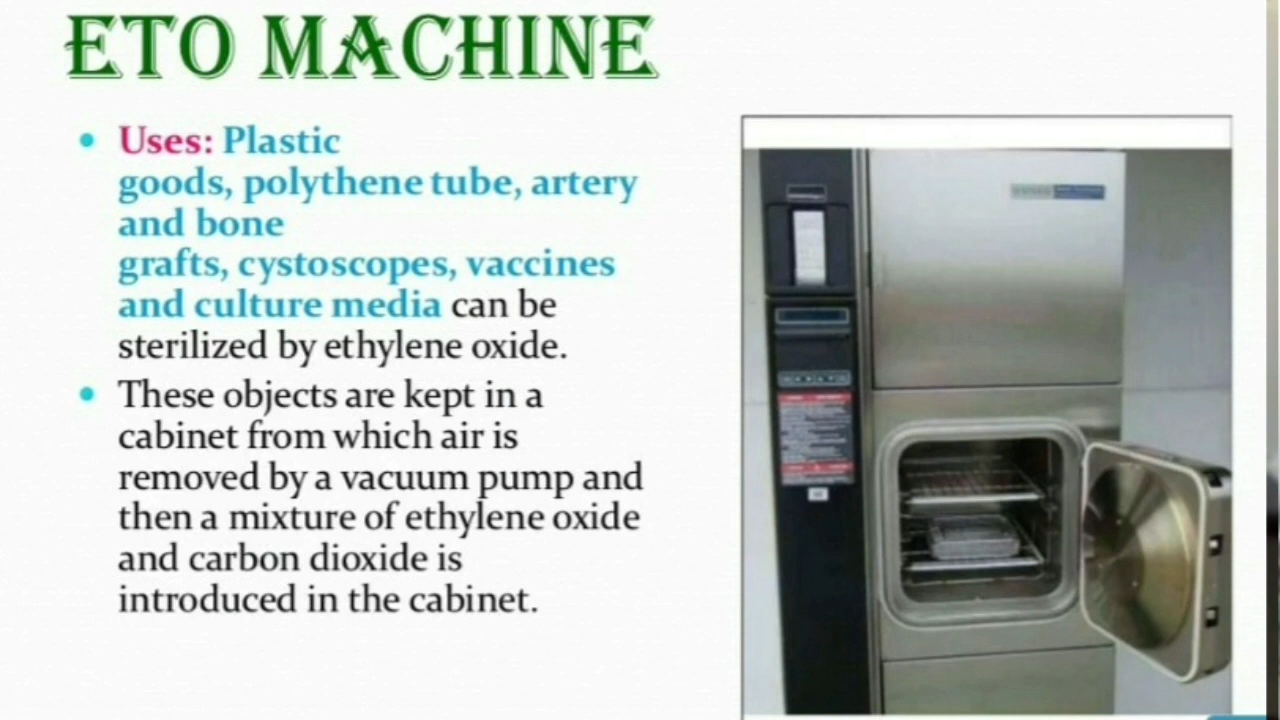 ETO MACHINE
Uses: Plastic
goods, polythene tube, artery
and bone
grafts, cystoscopes, vaccines
and culture media can be
sterilized by ethylene oxide.
These objects are kept in a
cabinet from which air is
removed by a vacuum pump and
then a mixture of ethylene oxide
and carbon dioxide is
introduced in the cabinet.